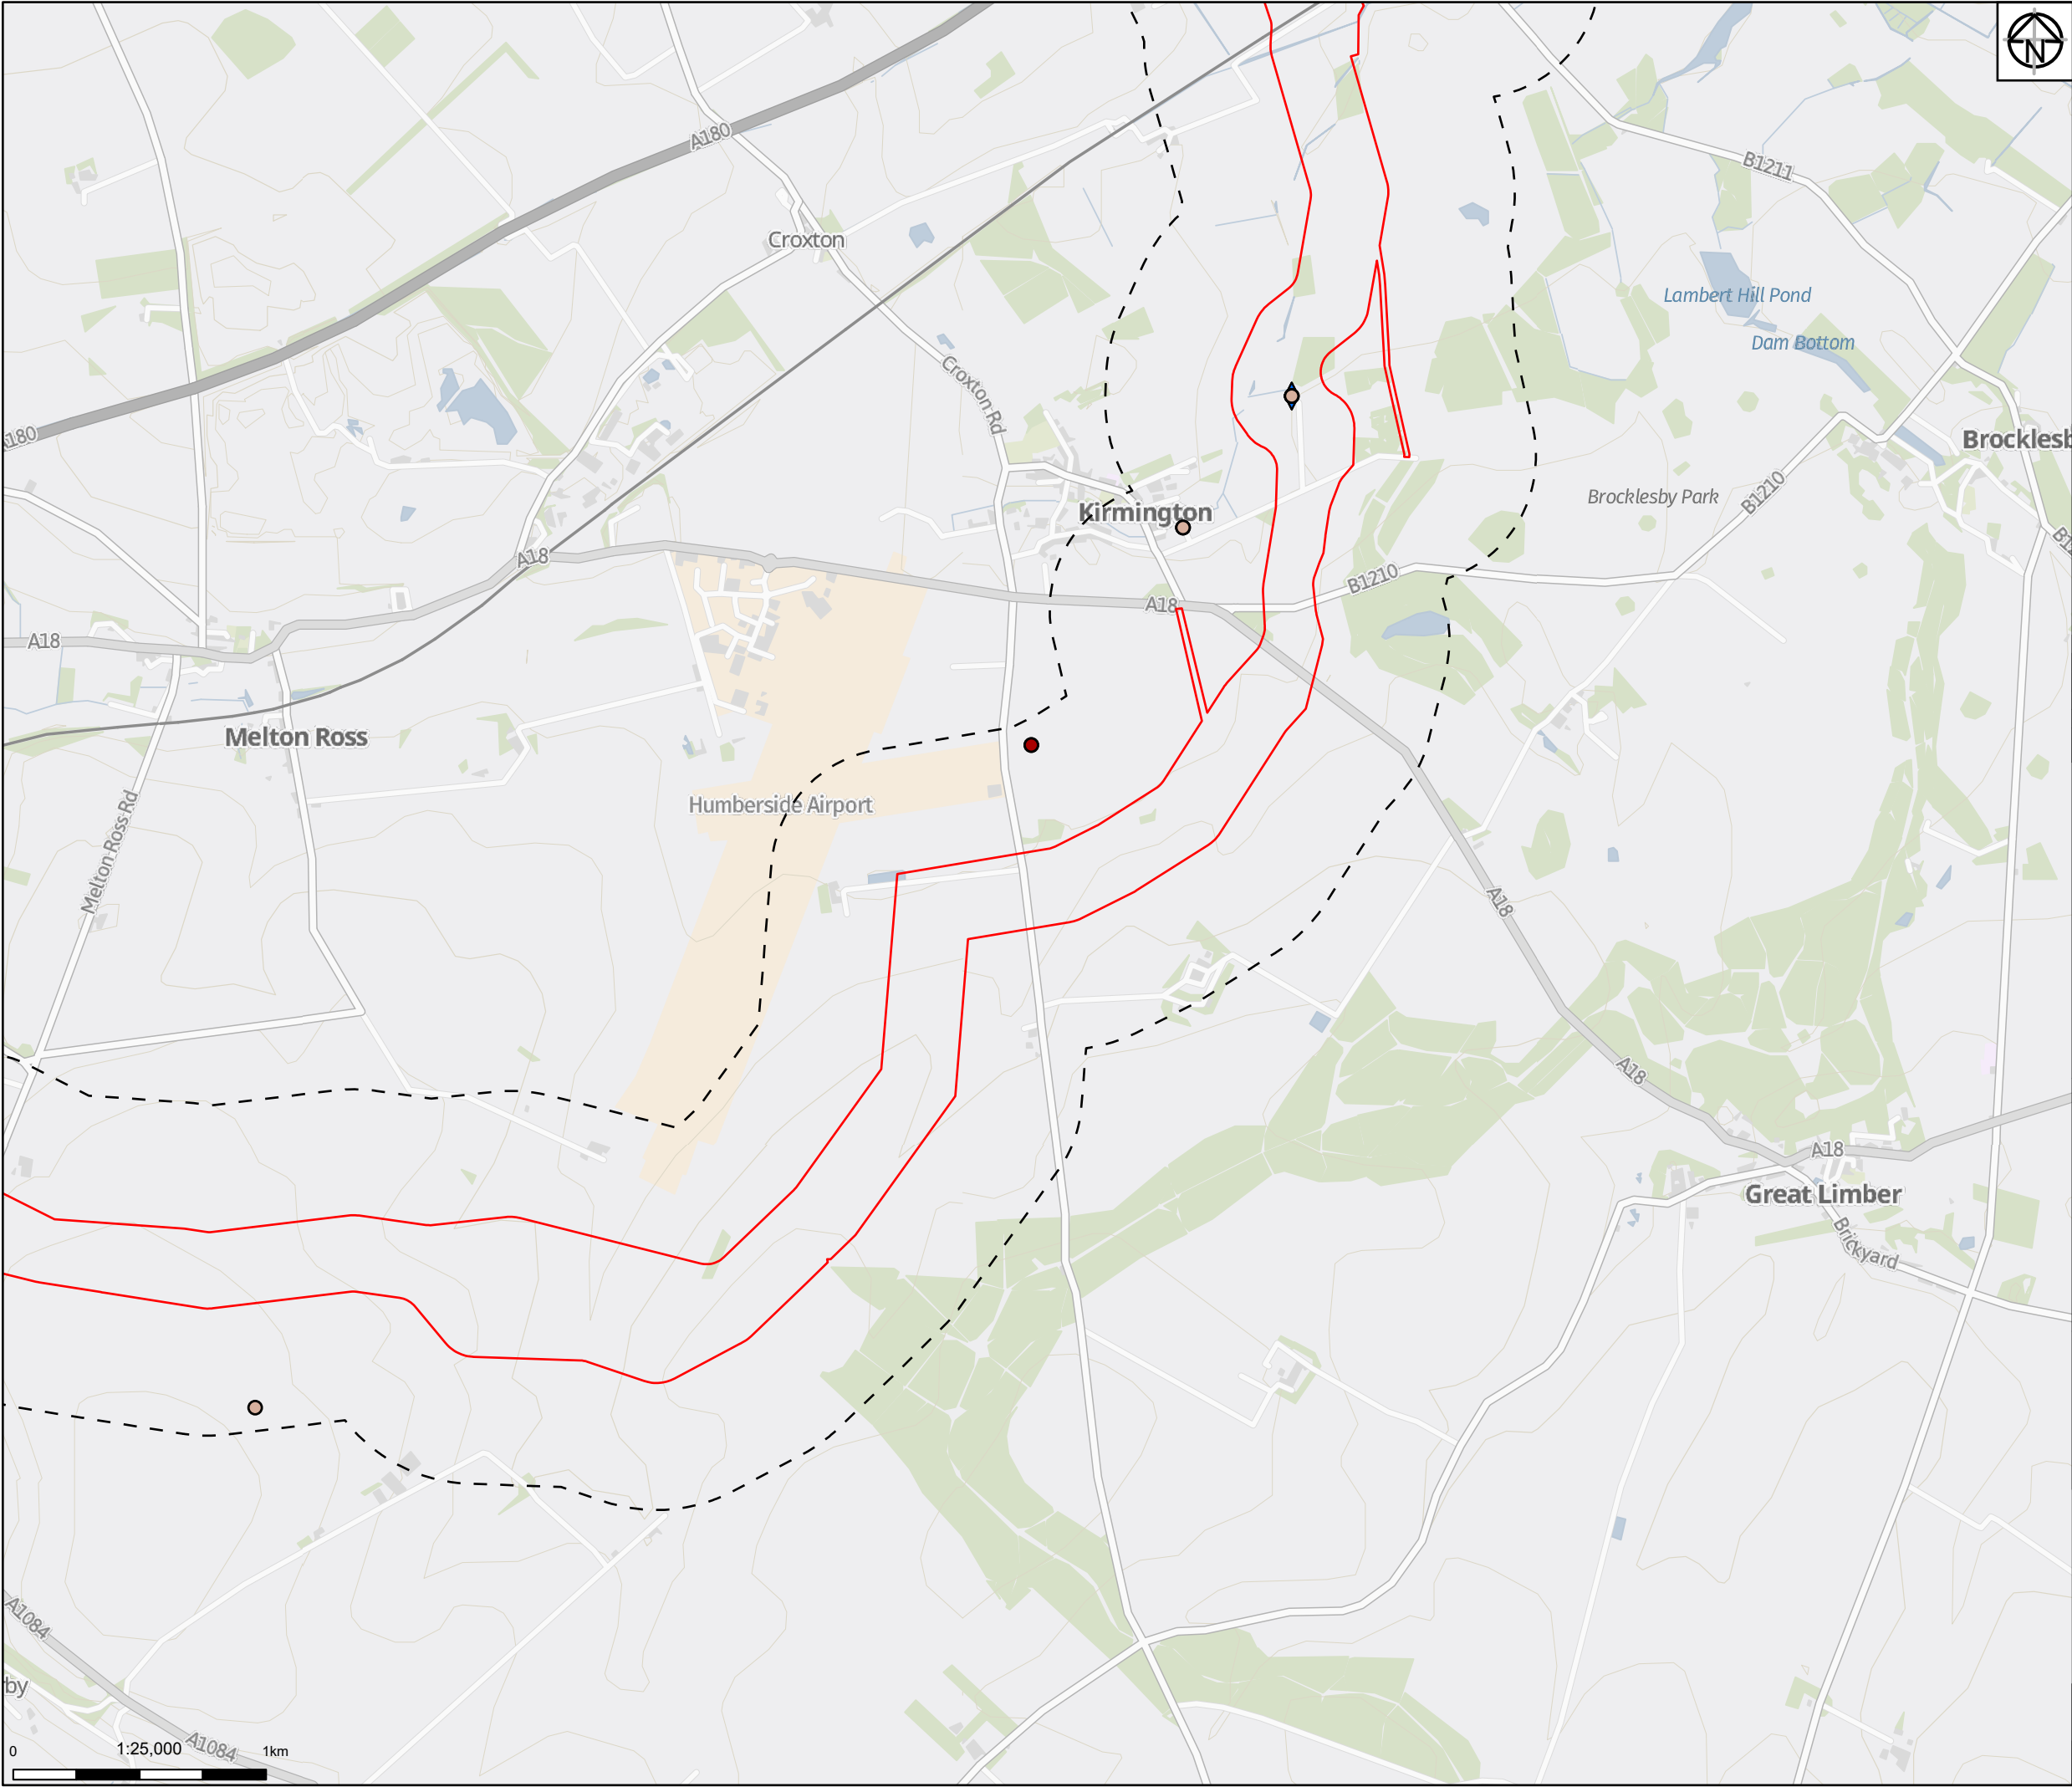 N
A180
B1211
Croxton
Lambert Hill Pond
Dam Bottom
Croxton Rd
A180
Brocklesb
Brocklesby Park
B1210
Kirmington
A18
B1210
A18
A18
Melton Ross
Humberside Airport
Melton Ross Rd
A18
A18
A18
Great Limber
Brickyard
A1084
by
A1084
0
1:25,000
1km